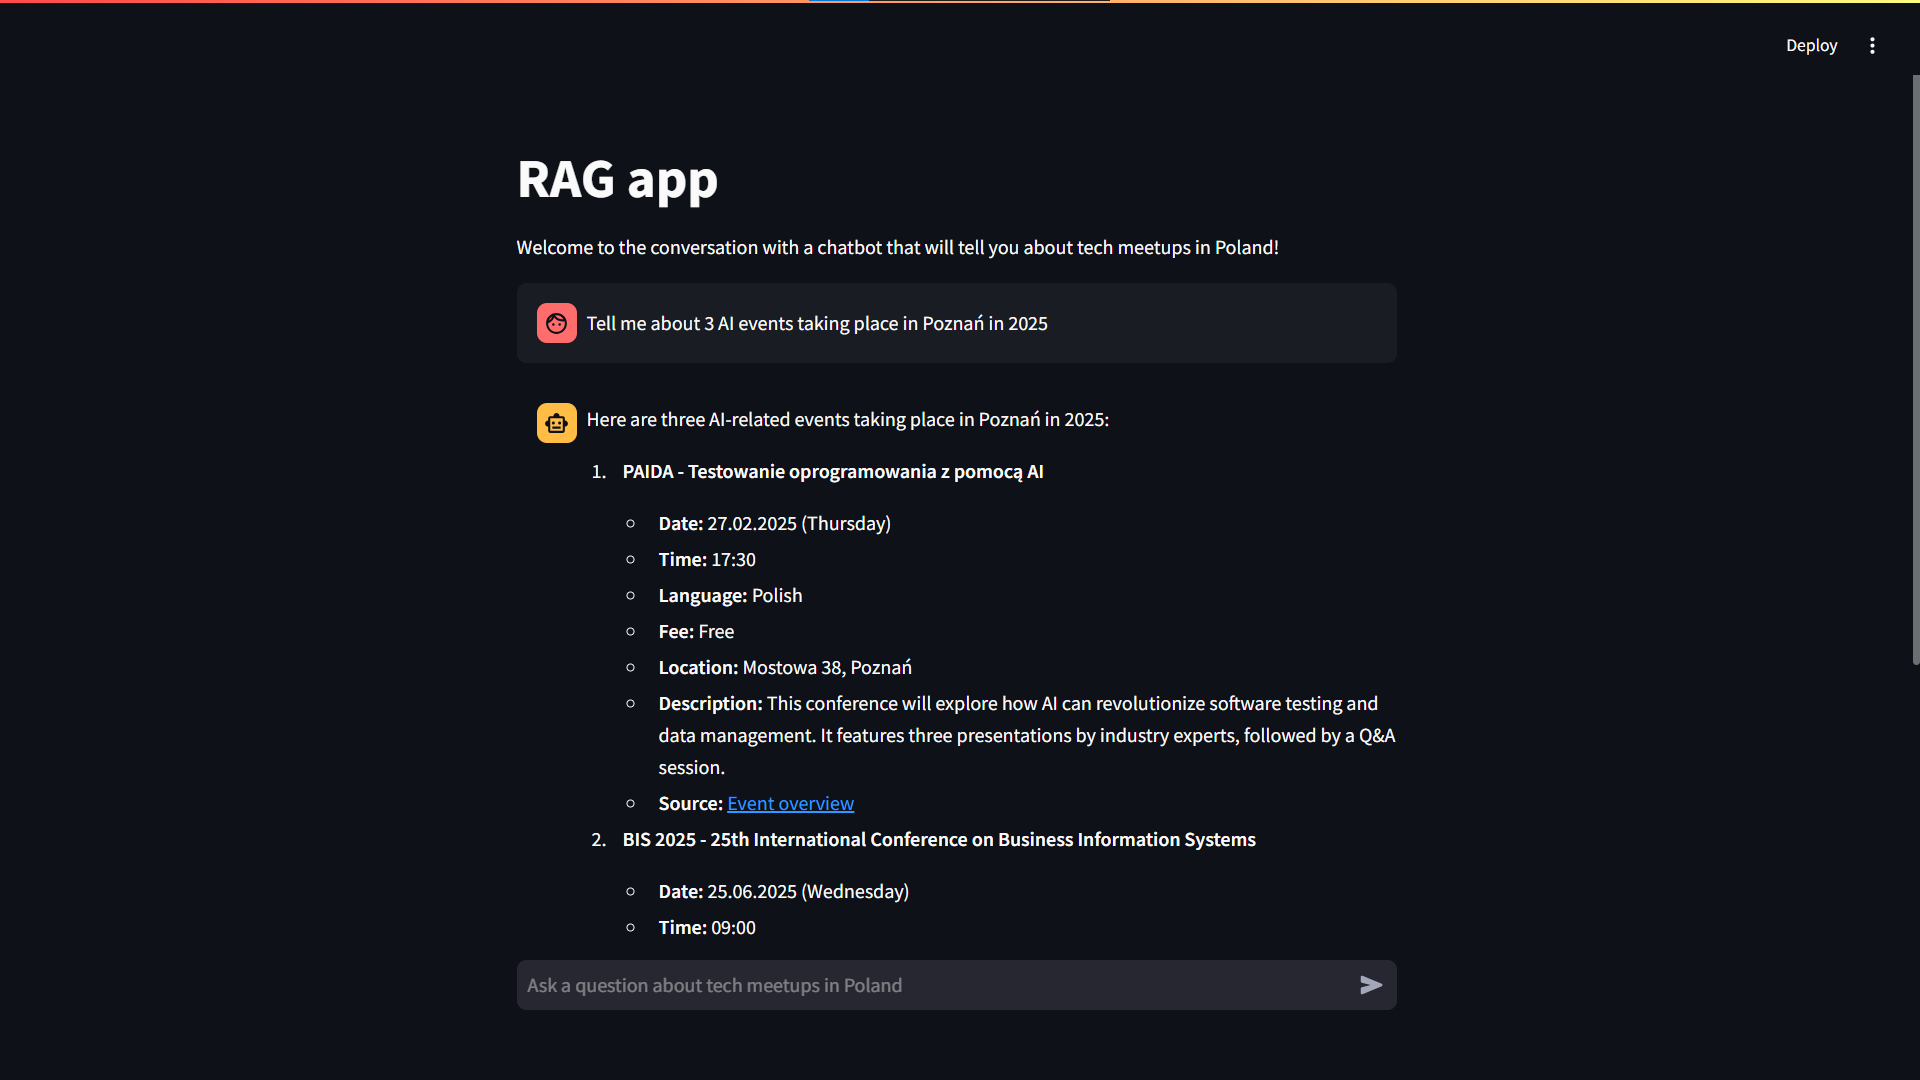 Deploy
RAG app
Welcome to the conversation with a chatbot that will tell you about tech meetups in Poland!
Tell me about 3 AI events taking place in Poznań in 2025
Here are three AI-related events taking place in Poznań in 2025:
1. PAIDA - Testowanie oprogramowania z pomocą AI
Date: 27.02.2025 (Thursday)
Time: 17:30
Language: Polish
Fee: Free
Location: Mostowa 38, Poznań
Description: This conference will explore how AI can revolutionize software testing and
data management. It features three presentations by industry experts, followed by a Q&A
session.
Source: Event overview
2. BIS 2025 - 25th International Conference on Business Information Systems
Date: 25.06.2025 (Wednesday)
Time: 09:00
Ask a question about tech meetups in Poland